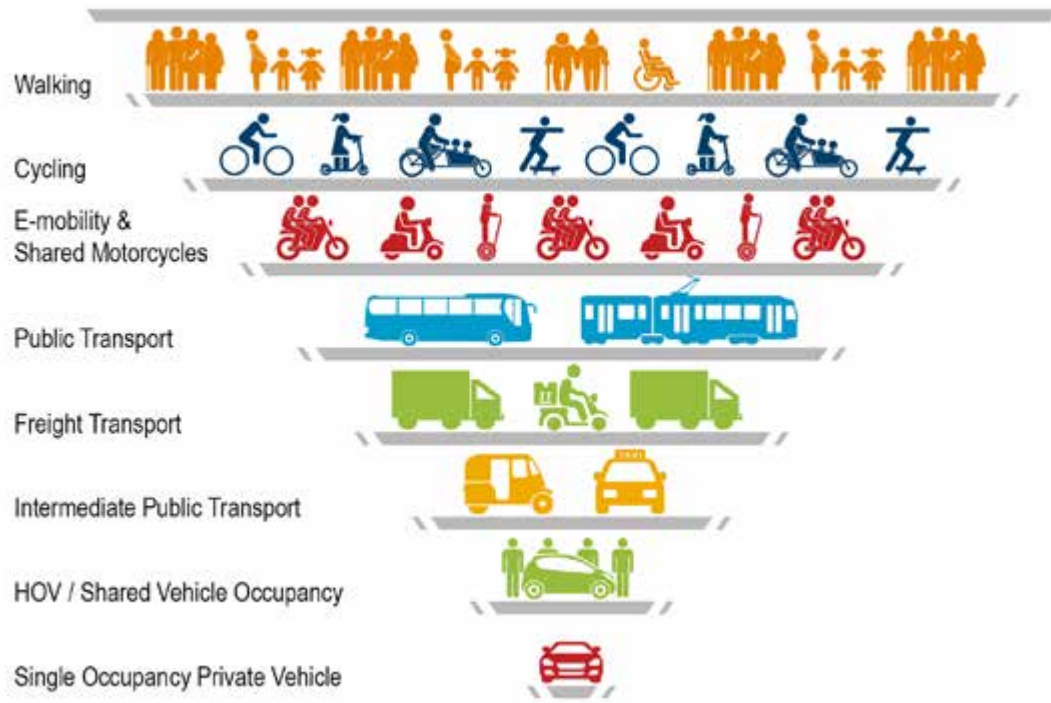 Walking
Cycling
E-mobility &
Shared Motorcycles
Public Transport
Freight Transport
TAXI
Intermediate Public Transport
HOV / Shared Vehicle Occupancy
Single Occupancy Private Vehicle